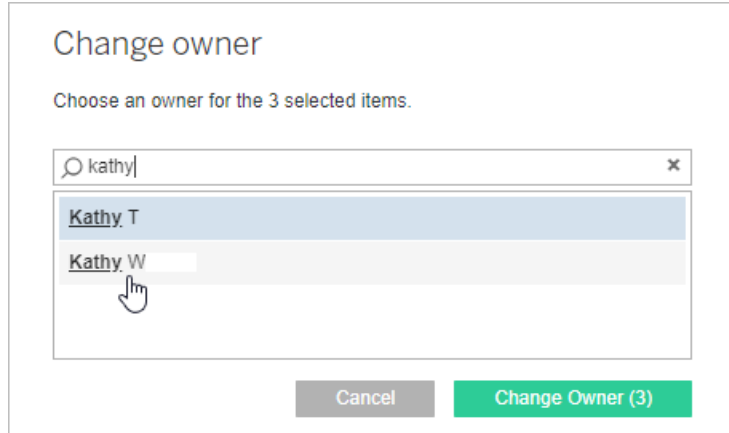 Change owner
Choose an owner for the 3 selected items.
kathy
Kathy T
Kathy W
Cancel
Change Owner (3)